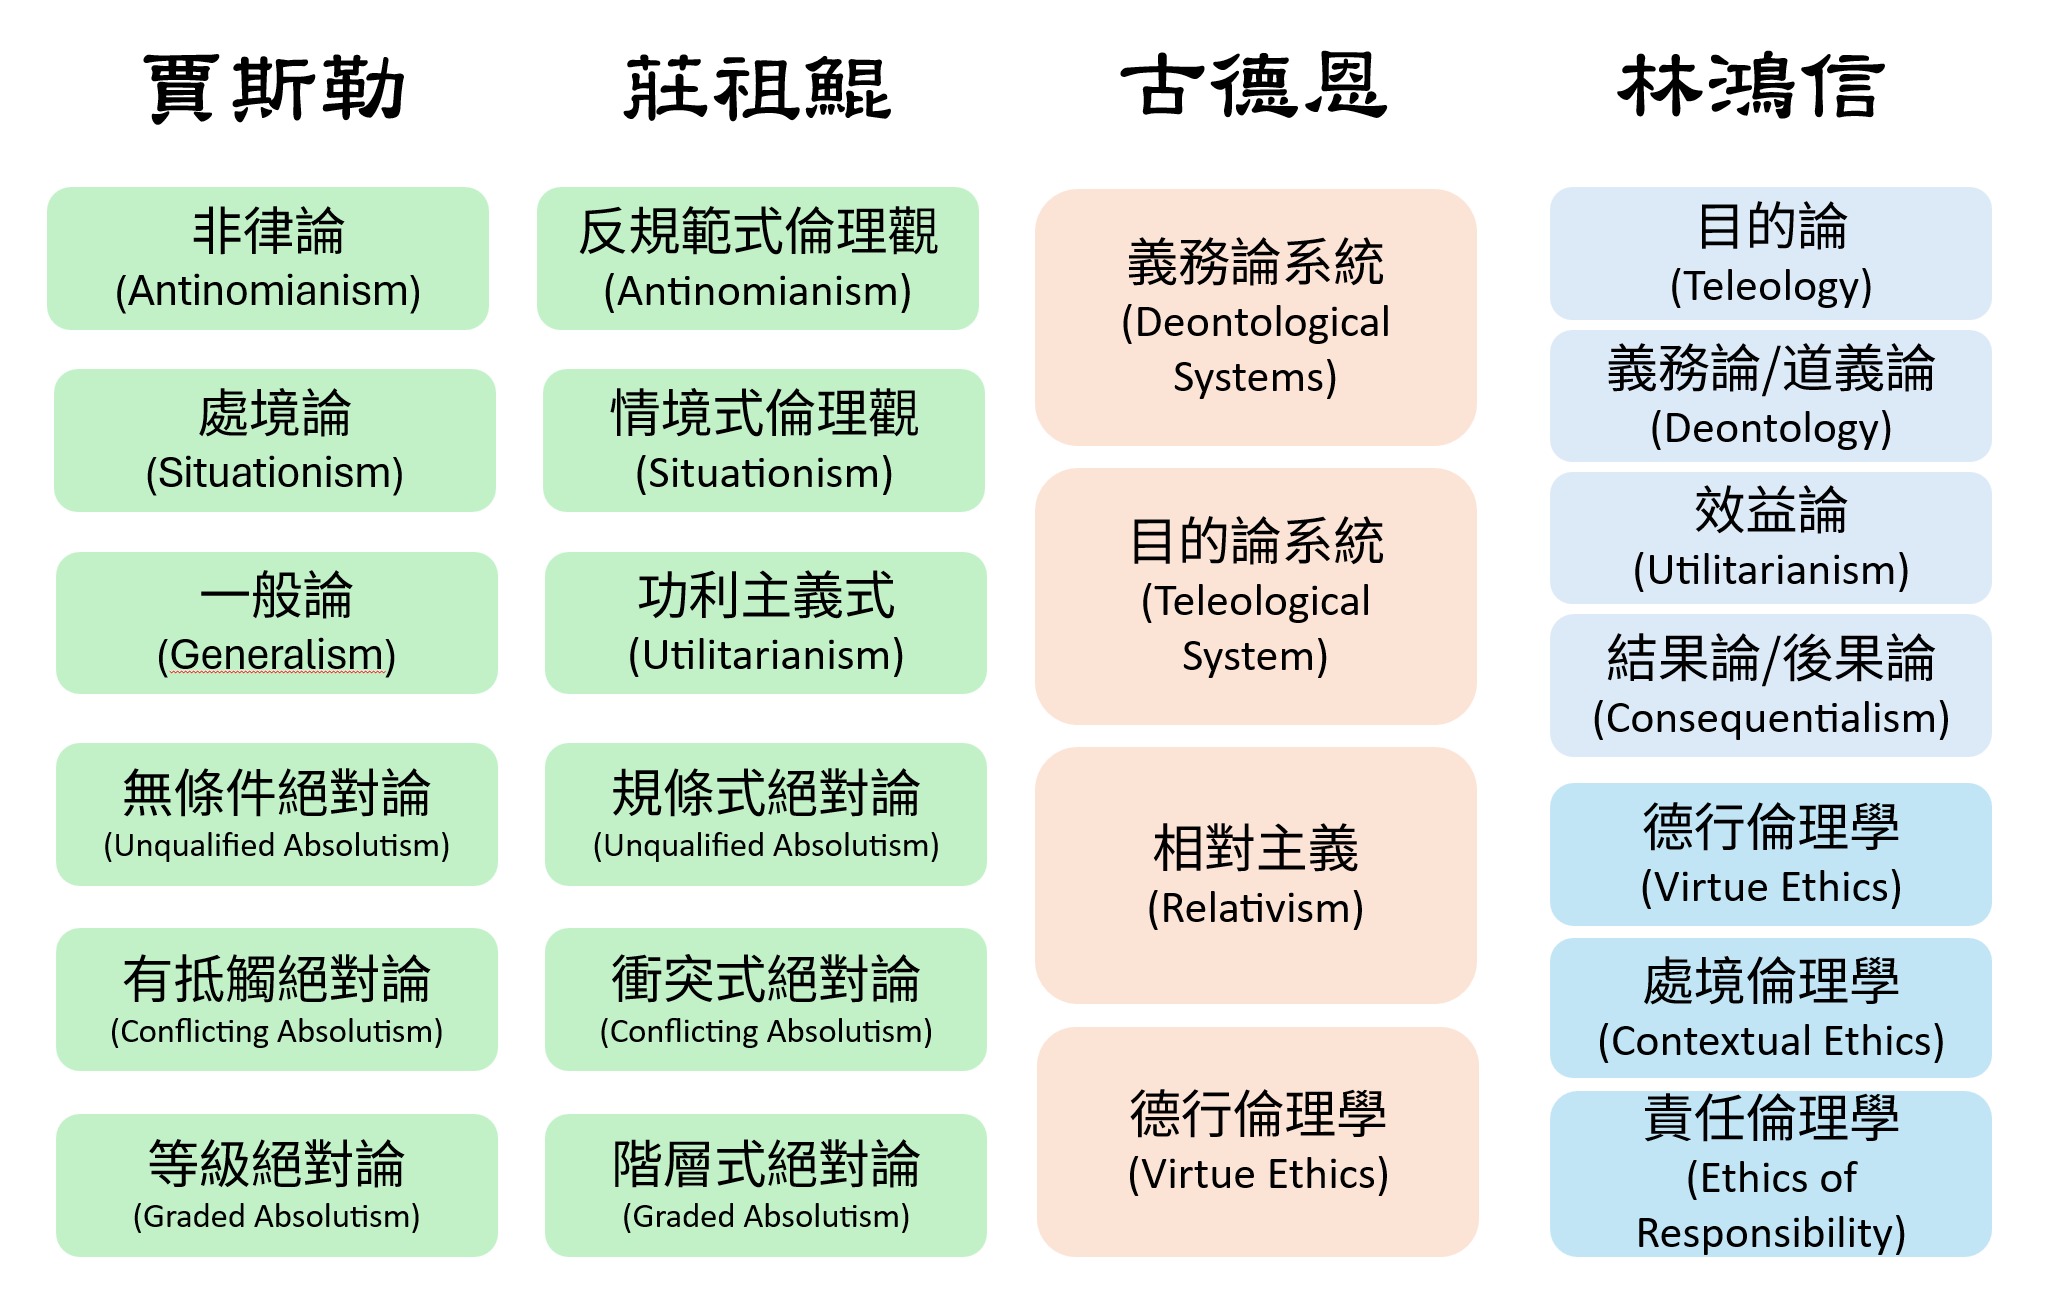 賈斯勒
非律論
(Antinomianism)
處境論
(Situationism)
一般論
(Generalism)
無條件絕對論
(Unqualified Absolutism)
有抵觸絕對論
(Conflicting Absolutism)
等級絕對論
(Graded Absolutism)
莊祖鯤
反規範式倫理觀
(Antinomianism)
情境式倫理觀
(Situationism)
功利主義式
(Utilitarianism)
規條式絕對論
(Unqualified Absolutism)
衝突式絕對論
(Conflicting Absolutism)
階層式絕對論
(Graded Absolutism)
古德恩
義務論系統
(Deontological
Systems)
目的論系統
(Teleological
System)
相對主義
(Relativism)
德行倫理學
(Virtue Ethics)
林鴻信
目的論
(Teleology)
義務論/道義論
(Deontology)
效益論
(Utilitarianism)
結果論/後果論
(Consequentialism)
德行倫理學
(Virtue Ethics)
處境倫理學
(Contextual Ethics)
責任倫理學
(Ethics of
Responsibility)